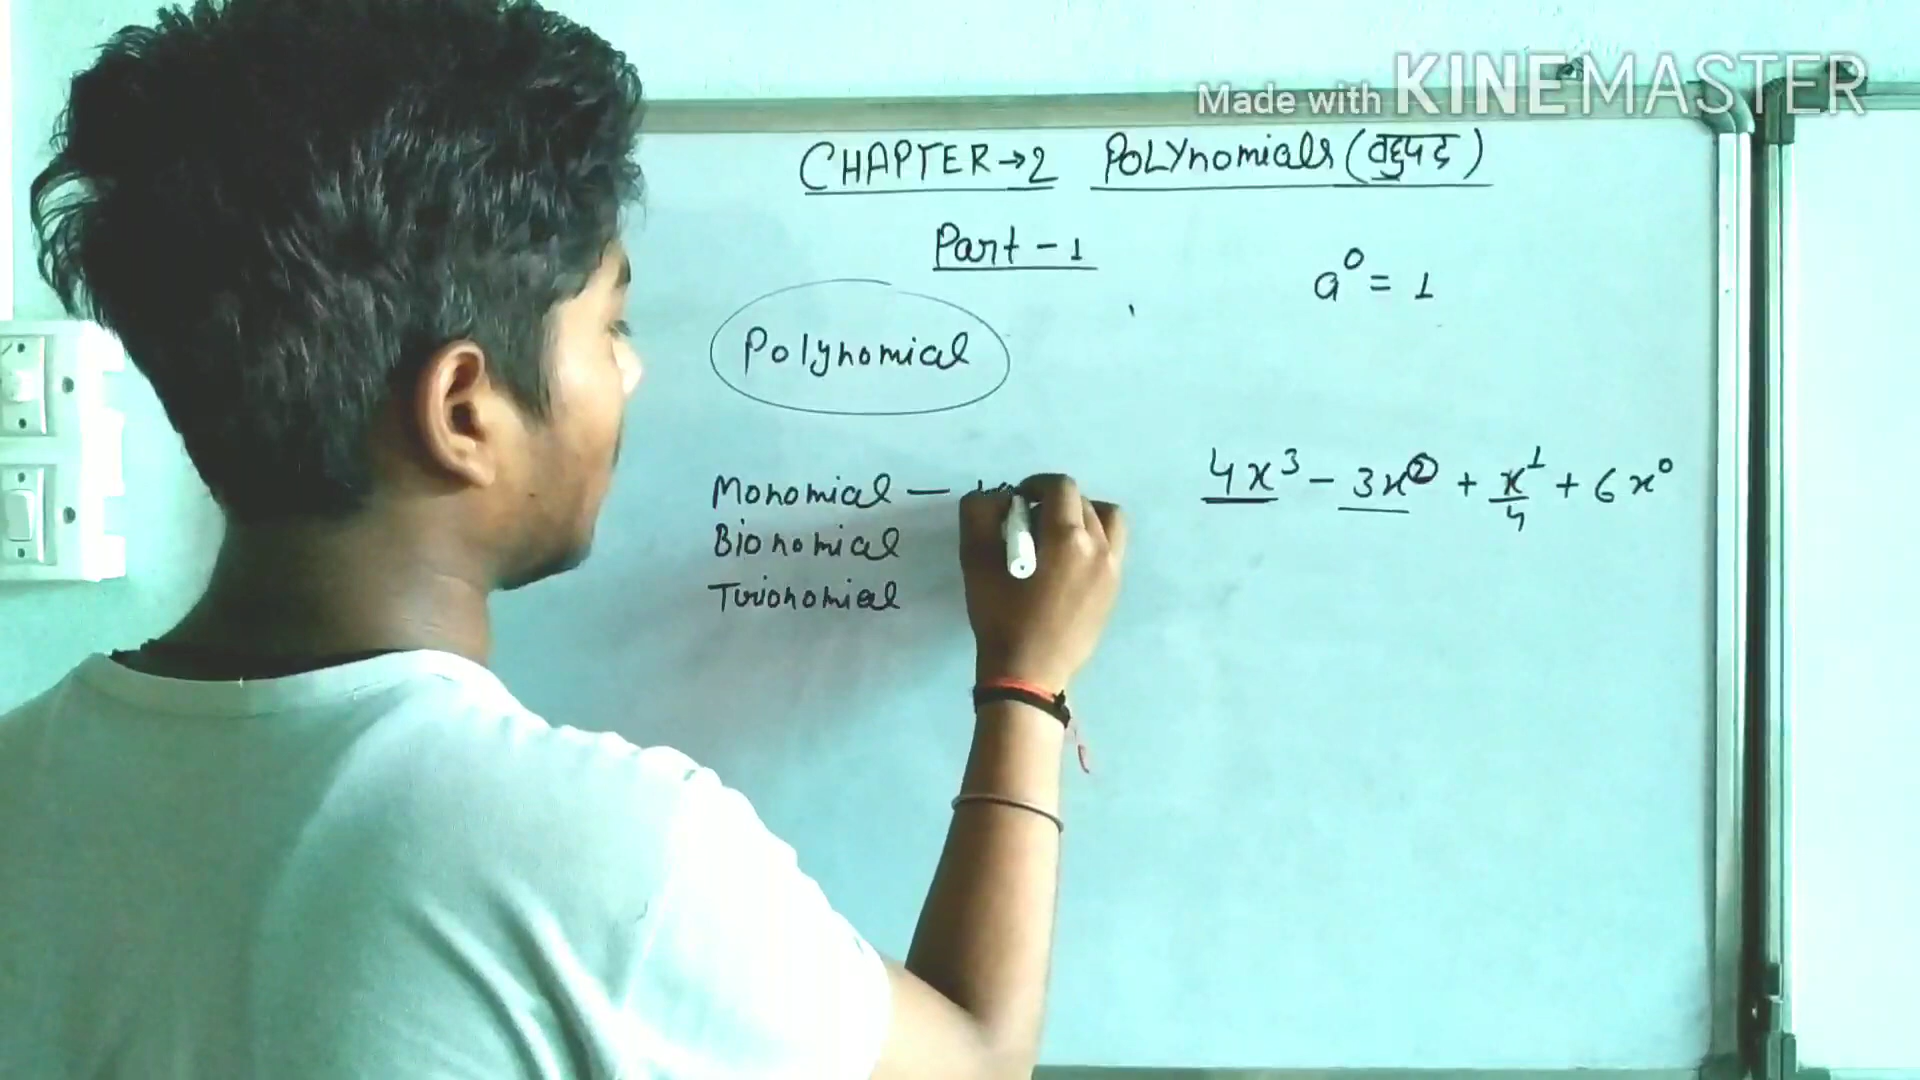 Made with KINEMASTER
CHAPTER→2 POLYnomials (बहुपद)
Part - 1
a⁰ = 1
Polynomial
4x³ - 3x² + x¹/4 + 6x⁰
Monomial —
Bionomial
Trionomial